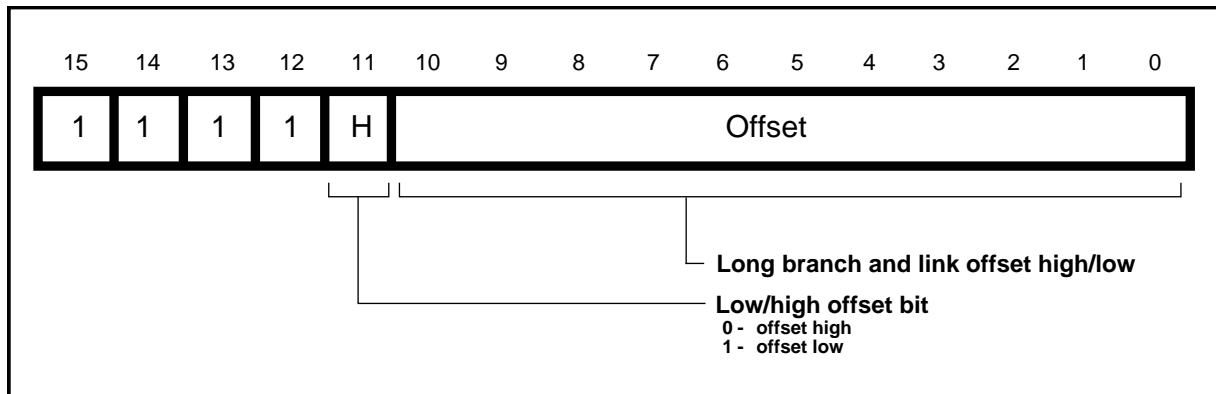 15 14 13 12 11 10 9 8 7 6 5 4 3 2 1 0
1 1 1 1 H Offset
Long branch and link offset high/low
Low/high offset bit
0 - offset high
1 - offset low